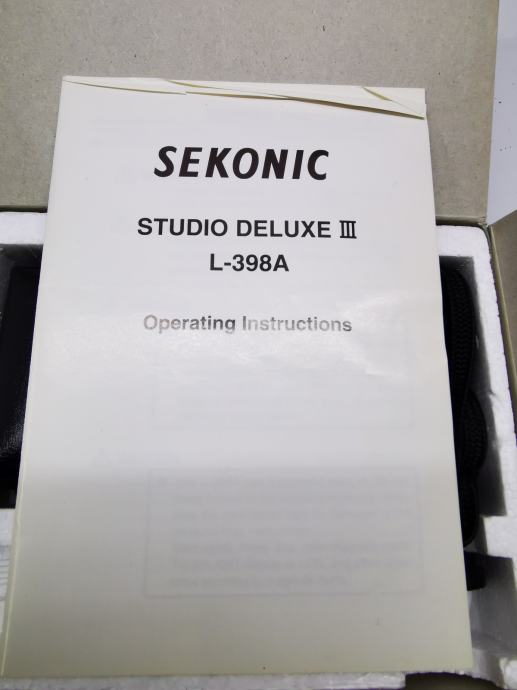 SEKONIC
STUDIO DELUXE Ⅲ
L-398A
Operating Instructions